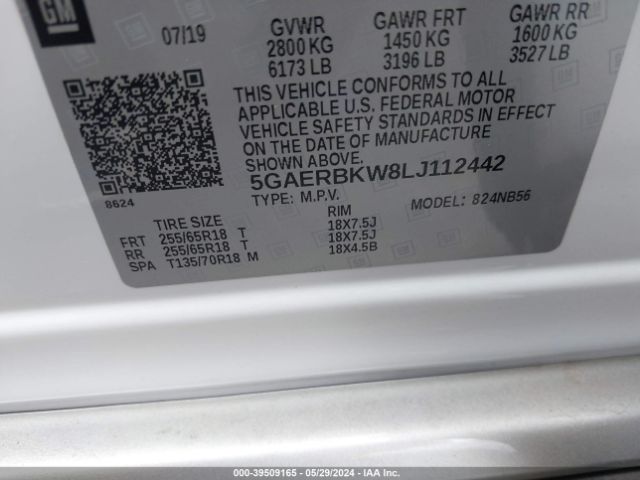 GM
07/19
GVWR
2800 KG
6173 LB
GAWR FRT
1450 KG
3196 LB
GAWR RR
1600 KG
3527 LB
THIS VEHICLE CONFORMS TO ALL
APPLICABLE U.S. FEDERAL MOTOR
VEHICLE SAFETY STANDARDS IN EFFECT
ON THE DATE OF MANUFACTURE
SHOWN ABOVE.
5GAERBKW8LJ112442
TYPE: M.P.V.
MODEL: 824NB56
8624
TIRE SIZE RIM
FRT 255/65R18 T 18X7.5J
RR 255/65R18 T 18X7.5J
SPA T135/70R18 M 18X4.5B
000-39509165 - 05/29/2024 - IAA Inc.